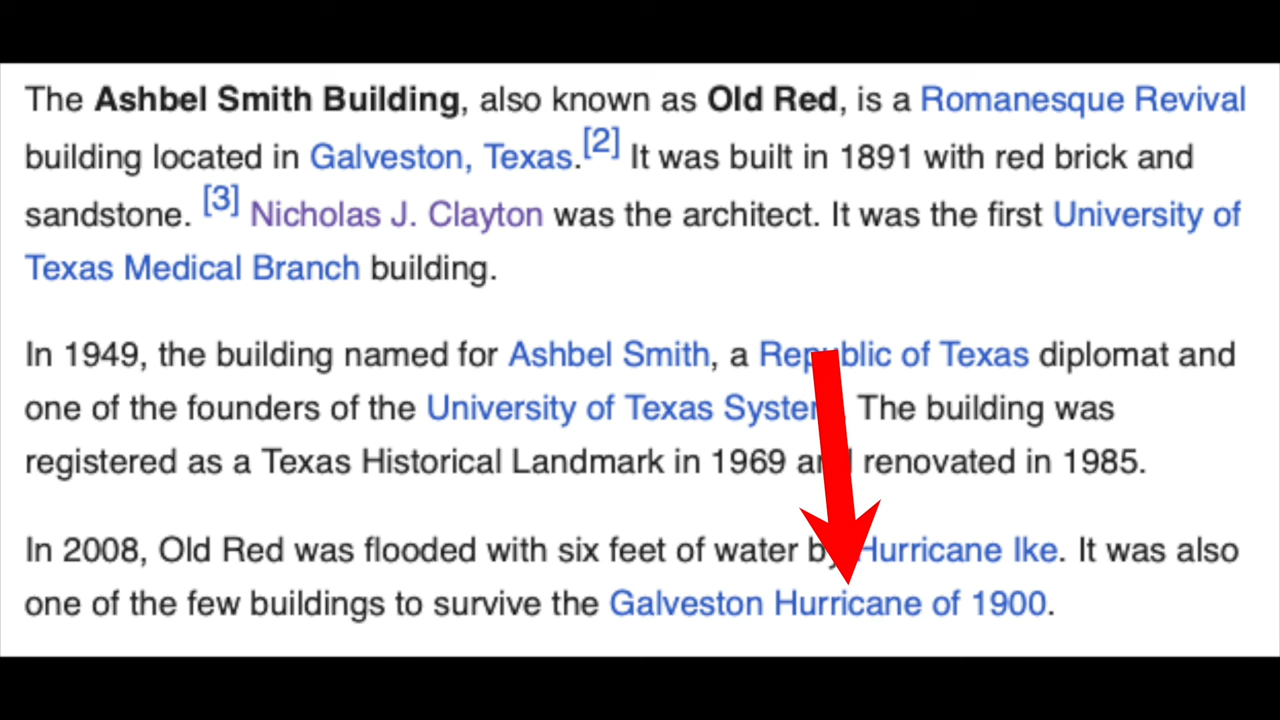 The Ashbel Smith Building, also known as Old Red, is a Romanesque Revival
building located in Galveston, Texas.[2] It was built in 1891 with red brick and
sandstone. [3] Nicholas J. Clayton was the architect. It was the first University of
Texas Medical Branch building.
In 1949, the building named for Ashbel Smith, a Republic of Texas diplomat and
one of the founders of the University of Texas System. The building was
registered as a Texas Historical Landmark in 1969 and renovated in 1985.
In 2008, Old Red was flooded with six feet of water by Hurricane Ike. It was also
one of the few buildings to survive the Galveston Hurricane of 1900.